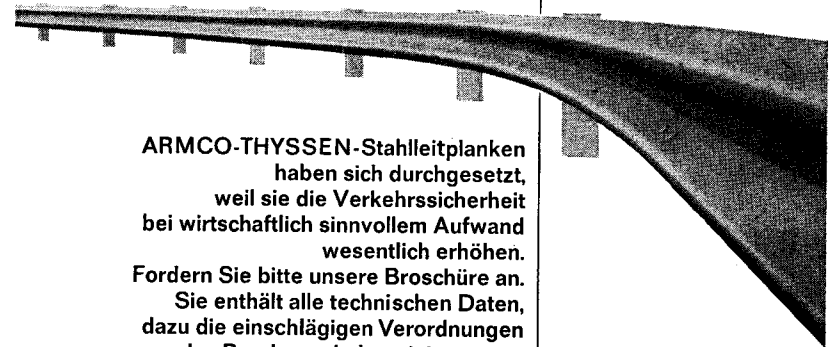 ARMCO-THYSSEN-Stahlleitplanken
haben sich durchgesetzt,
weil sie die Verkehrssicherheit
bei wirtschaftlich sinnvollem Aufwand
wesentlich erhöhen.
Fordern Sie bitte unsere Broschüre an.
Sie enthält alle technischen Daten,
dazu die einschlägigen Verordnungen